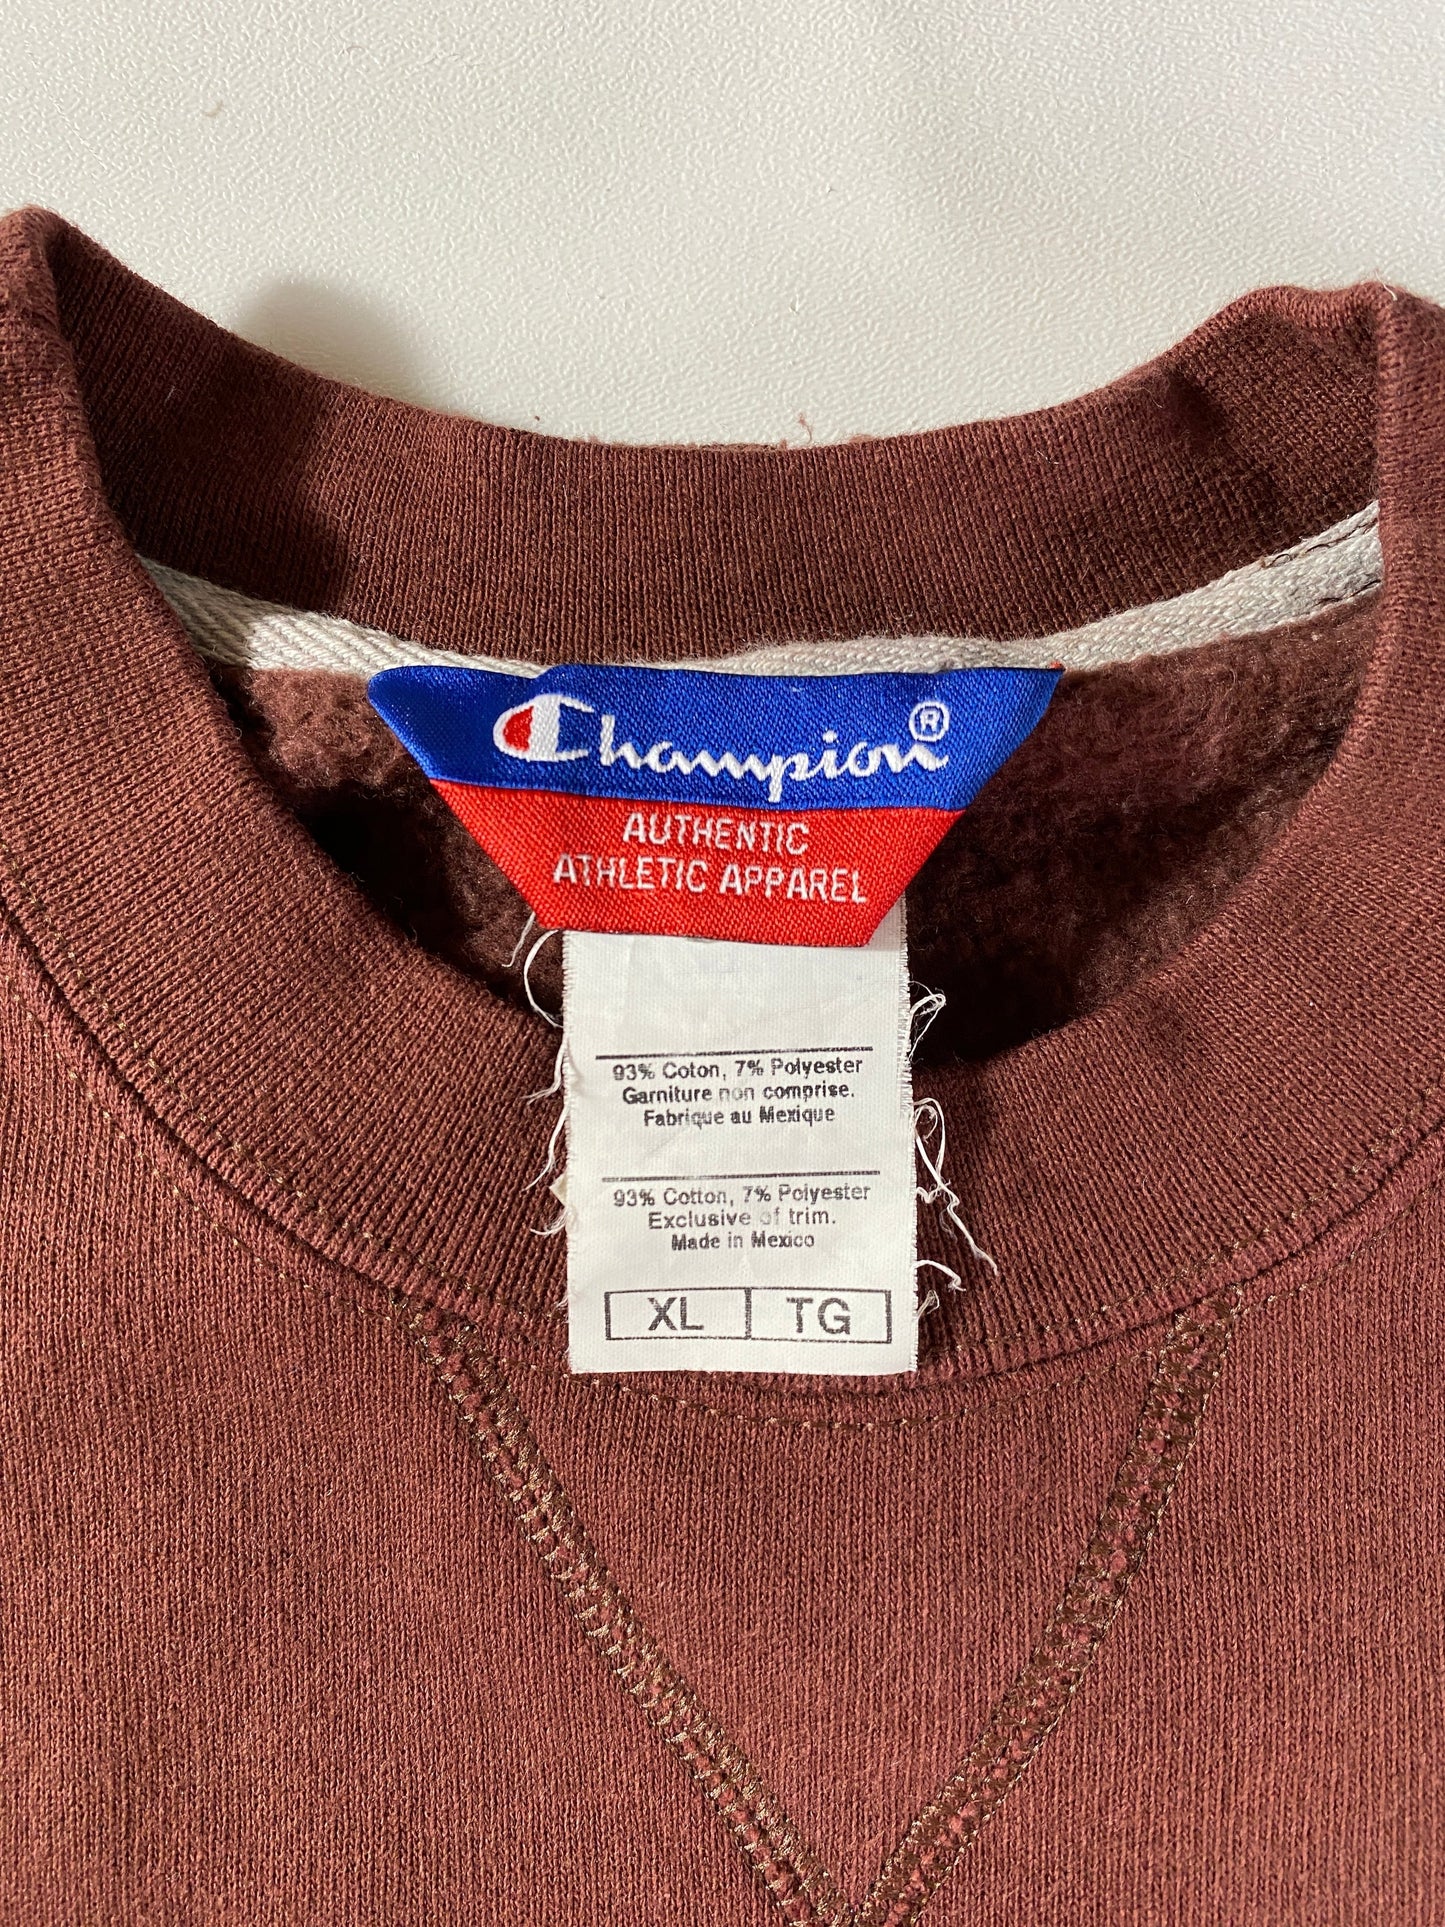 Champion®
AUTHENTIC
ATHLETIC APPAREL
93% Coton, 7% Polyester
Garniture non comprise.
Fabrique au Mexique
93% Cotton, 7% Polyester
Exclusive of trim.
Made in Mexico
XL TG